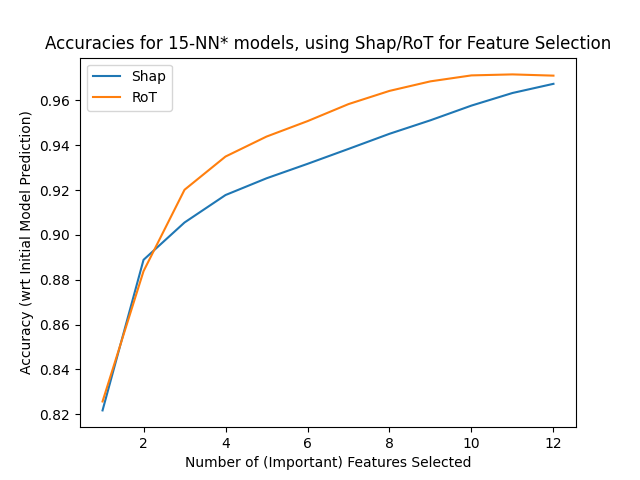 Accuracies for 15-NN* models, using Shap/RoT for Feature Selection
Shap
RoT
Accuracy (wrt Initial Model Prediction)
0.96
0.94
0.92
0.90
0.88
0.86
0.84
0.82
2 4 6 8 10 12
Number of (Important) Features Selected